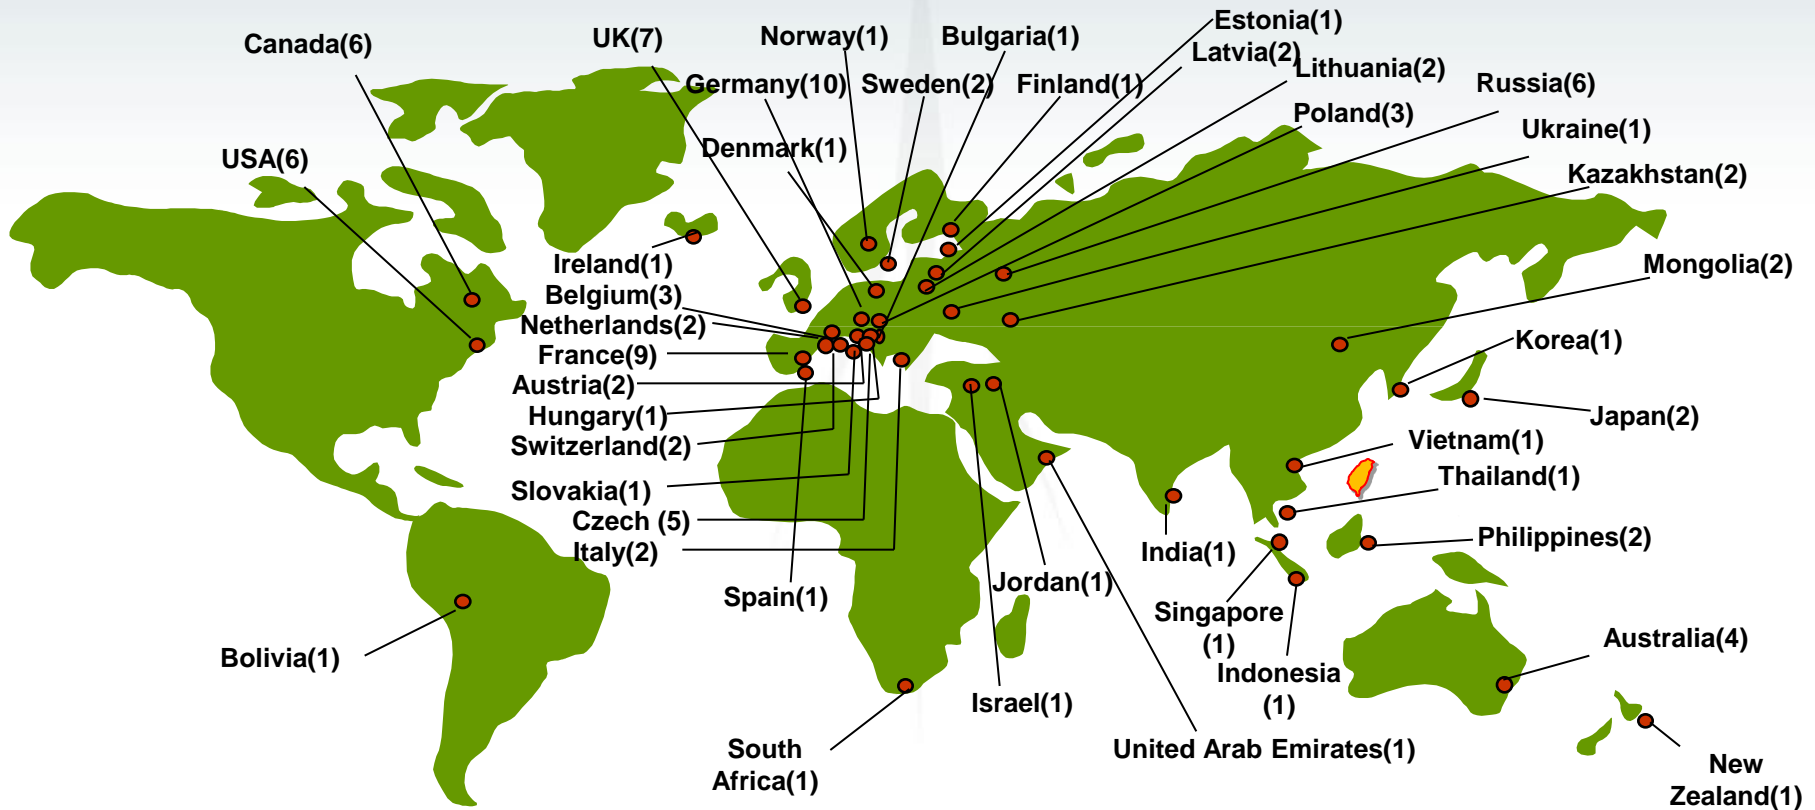 Estonia(1)
Canada(6)
UK(7)
Norway(1)
Bulgaria(1)
Latvia(2)
Lithuania(2)
Germany(10)
Sweden(2)
Finland(1)
Russia(6)
Poland(3)
Ukraine(1)
Denmark(1)
USA(6)
Kazakhstan(2)
Ireland(1)
Mongolia(2)
Belgium(3)
Netherlands(2)
Korea(1)
France(9)
Austria(2)
Hungary(1)
Japan(2)
Switzerland(2)
Vietnam(1)
Thailand(1)
Slovakia(1)
Czech (5)
Philippines(2)
Italy(2)
India(1)
Jordan(1)
Spain(1)
Singapore
(1)
Australia(4)
Bolivia(1)
Indonesia
(1)
Israel(1)
South
Africa(1)
United Arab Emirates(1)
New
Zealand(1)